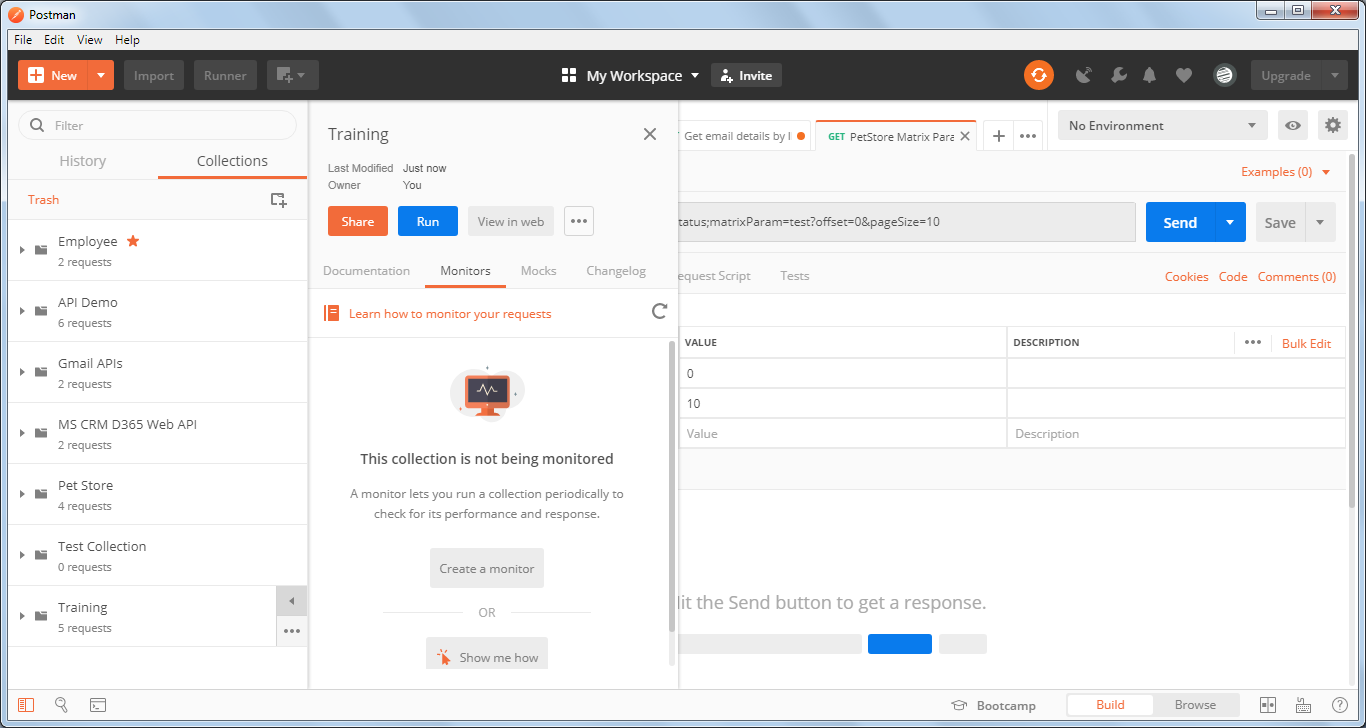 Postman
File Edit View Help
New Import Runner My Workspace Invite Upgrade
Filter
History Collections
Trash
Employee
2 requests
API Demo
6 requests
Gmail APIs
2 requests
MS CRM D365 Web API
2 requests
Pet Store
4 requests
Test Collection
0 requests
Training
5 requests
Training
Last Modified Just now
Owner You
Share Run View in web
Documentation Monitors Mocks Changelog
Learn how to monitor your requests
This collection is not being monitored
A monitor lets you run a collection periodically to
check for its performance and response.
Create a monitor
OR
Show me how
Get email details by I
GET PetStore Matrix Para
No Environment
Examples (0)
tatus;matrixParam=test?offset=0&pageSize=10
Send Save
equest Script Tests
Cookies Code Comments (0)
VALUE DESCRIPTION Bulk Edit
0
10
Value Description
Hit the Send button to get a response.
Bootcamp Build Browse